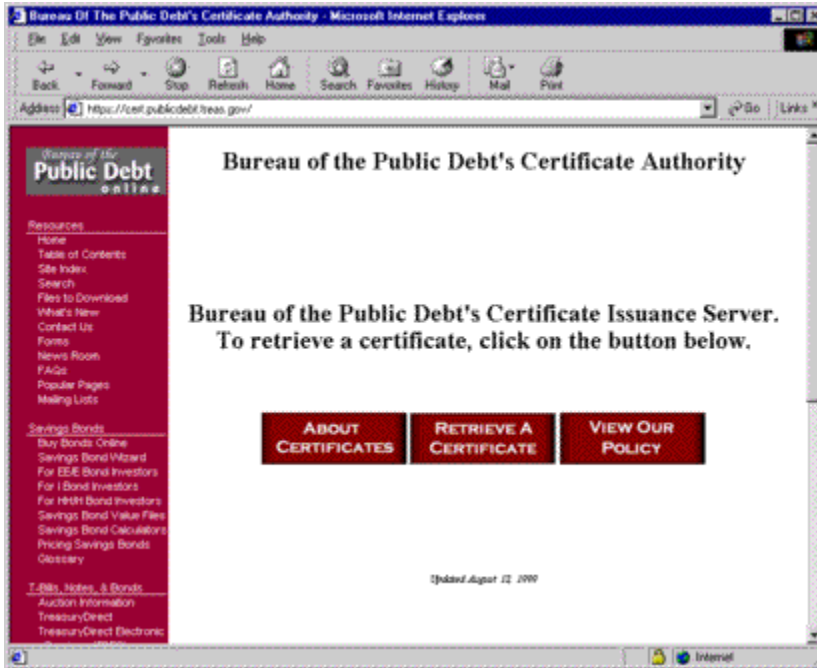 Bureau Of The Public Debt's Certificate Authority - Microsoft Internet Explorer
File Edit View Favorites Tools Help
Back Forward Stop Refresh Home Search Favorites History Mail Print
Address https://cert.publicdebt.treas.gov/ Go Links
Bureau of the
Public Debt
online
Bureau of the Public Debt's Certificate Authority
Resources
Home
Table of Contents
Site Index
Search
Files to Download
What's New
Contact Us
Forms
News Room
FAQs
Popular Pages
Mailing Lists
Bureau of the Public Debt's Certificate Issuance Server.
To retrieve a certificate, click on the button below.
Savings Bonds
Buy Bonds Online
Savings Bond Wizard
For EE/E Bond Investors
For I Bond Investors
For HH/H Bond Investors
Savings Bond Value Files
Savings Bond Calculators
Pricing Savings Bonds
Glossary
ABOUT
CERTIFICATES
RETRIEVE A
CERTIFICATE
VIEW OUR
POLICY
T-Bills, Notes, & Bonds
Auction Information
TreasuryDirect
TreasuryDirect Electronic
Updated August 12, 1999
Internet